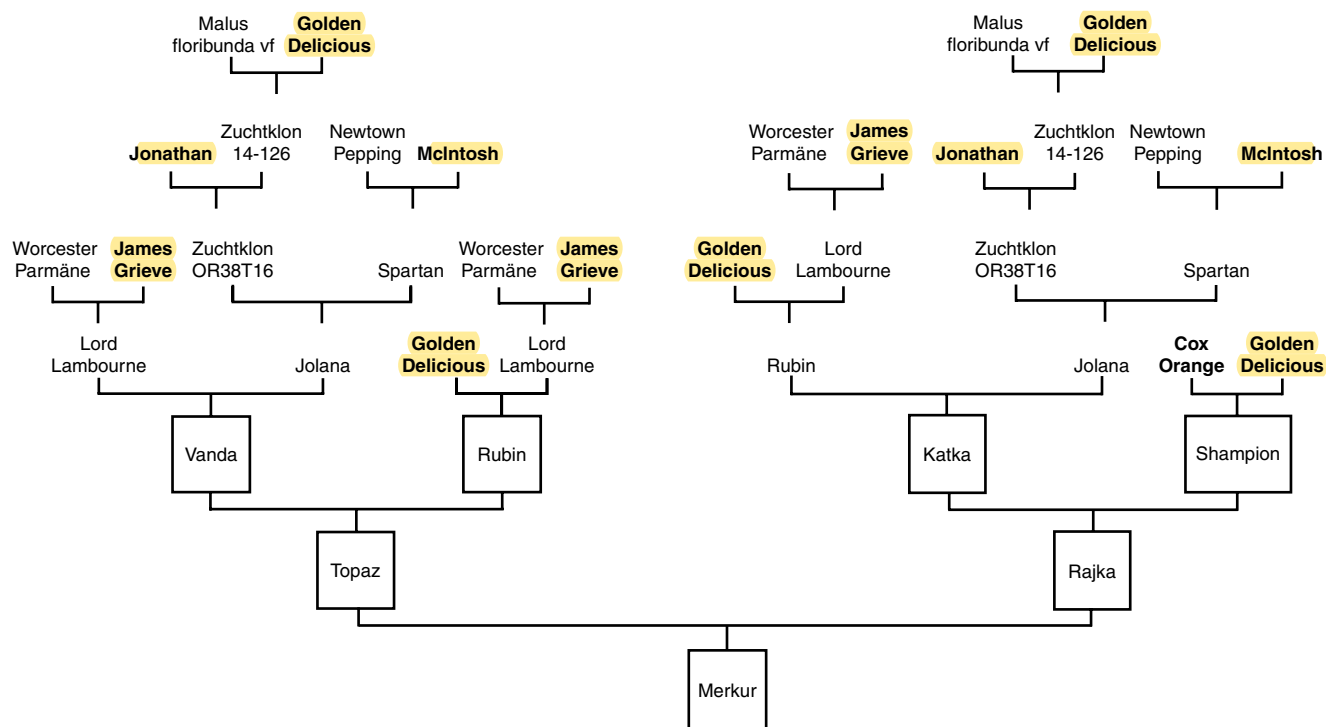 Malus Golden Malus Golden
floribunda vf Delicious floribunda vf Delicious
Zuchtklon Newtown Worcester James Zuchtklon Newtown
Jonathan 14-126 Pepping McIntosh Parmäne Grieve Jonathan 14-126 Pepping McIntosh
Worcester James Zuchtklon Worcester James Golden Lord Zuchtklon
Parmäne Grieve OR38T16 Spartan Parmäne Grieve Delicious Lambourne OR38T16 Spartan
Lord Golden Lord Cox Golden
Lambourne Jolana Delicious Lambourne Rubin Jolana Orange Delicious
Vanda Rubin Katka Shampion
Topaz Rajka
Merkur